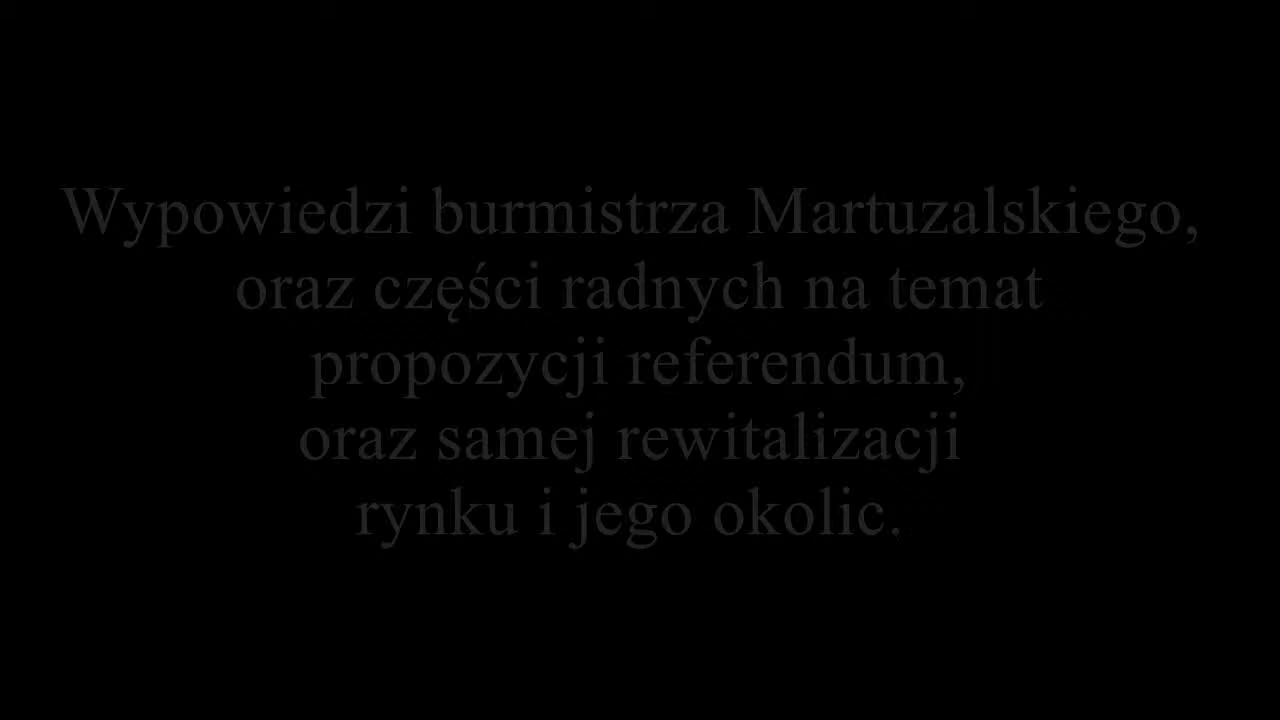 Wypowiedzi burmistrza Martuzalskiego,
oraz części radnych na temat
propozycji referendum,
oraz samej rewitalizacji
rynku i jego okolic.